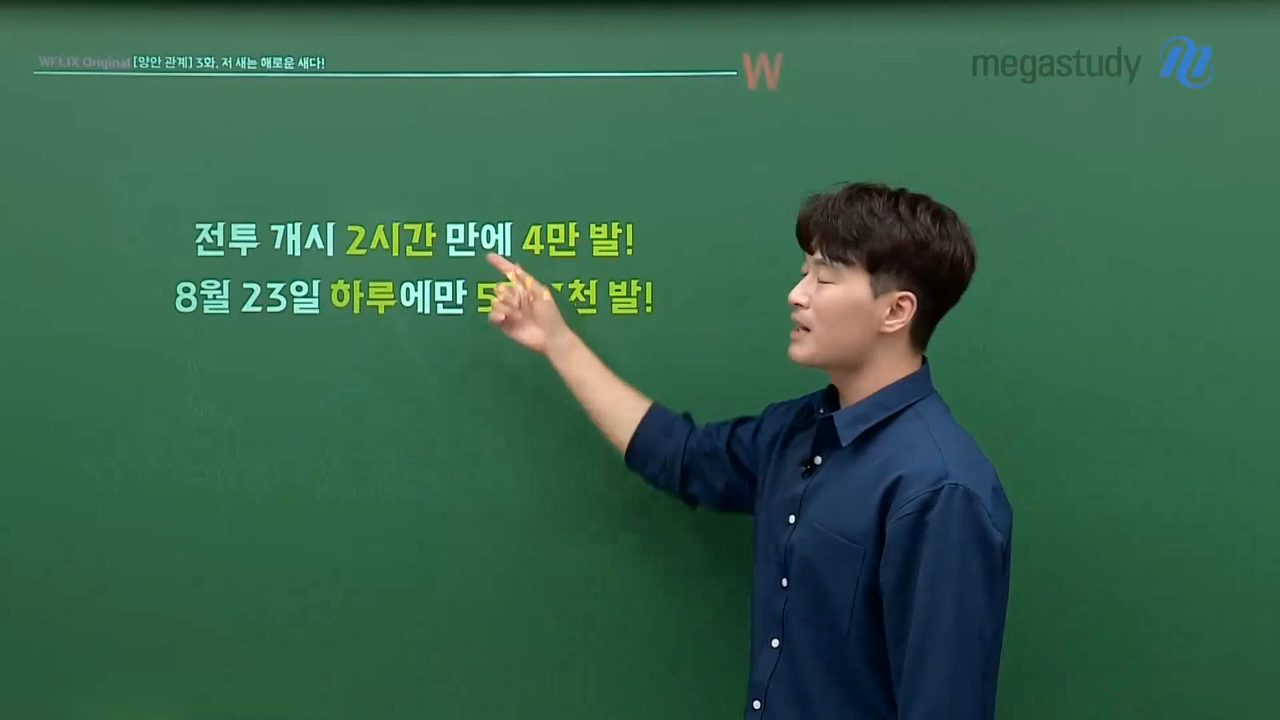 WFLIX Original [양안 관계] 3화. 저 새는 해로운 새다!
W
megastudy
전투 개시 2시간 만에 4만 발!
8월 23일 하루에만 발!